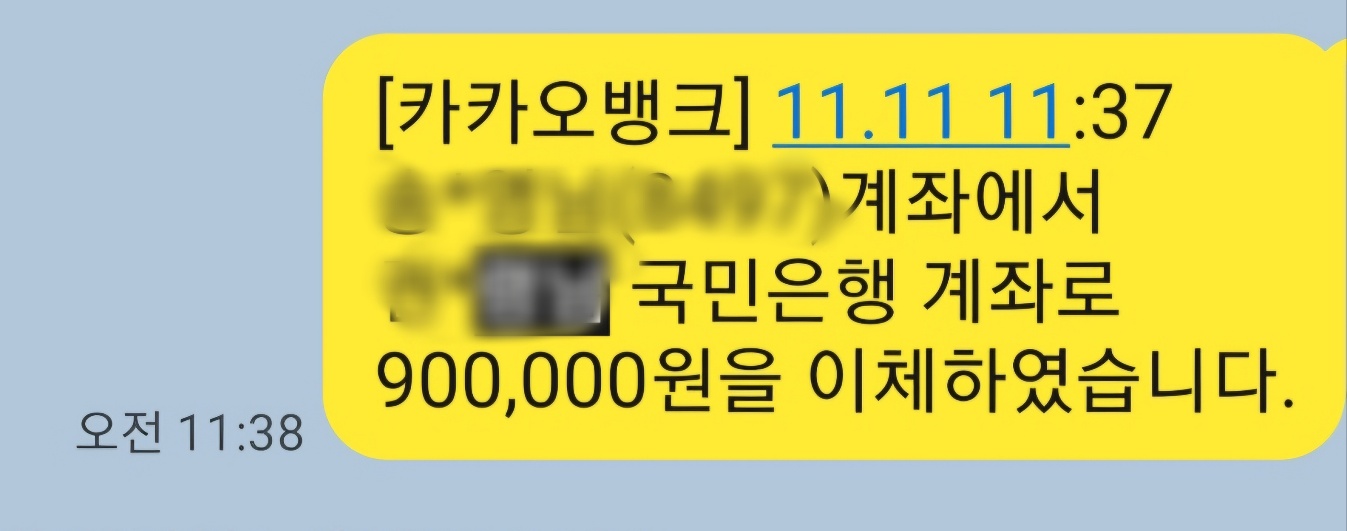 [카카오뱅크] 11.11 11:37
계좌에서
국민은행 계좌로
900,000원을 이체하였습니다.
오전 11:38